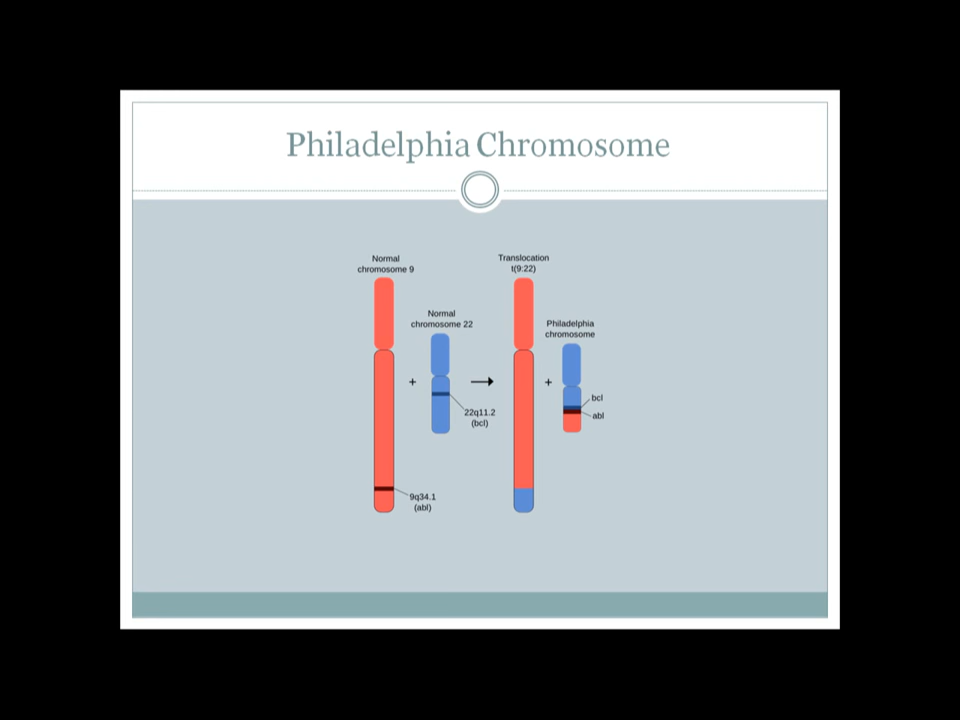 Philadelphia Chromosome
Normal
chromosome 9
Translocation
t(9:22)
Normal
chromosome 22
Philadelphia
chromosome
+
+
bcl
abl
22q11.2
(bcl)
9q34.1
(abl)